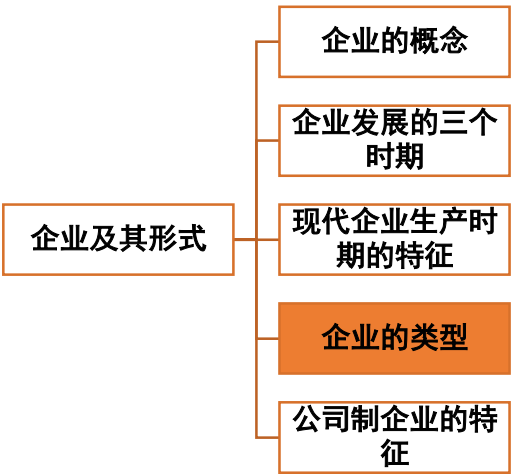 企业的概念
企业发展的三个
时期
企业及其形式
现代企业生产时
期的特征
企业的类型
公司制企业的特
征